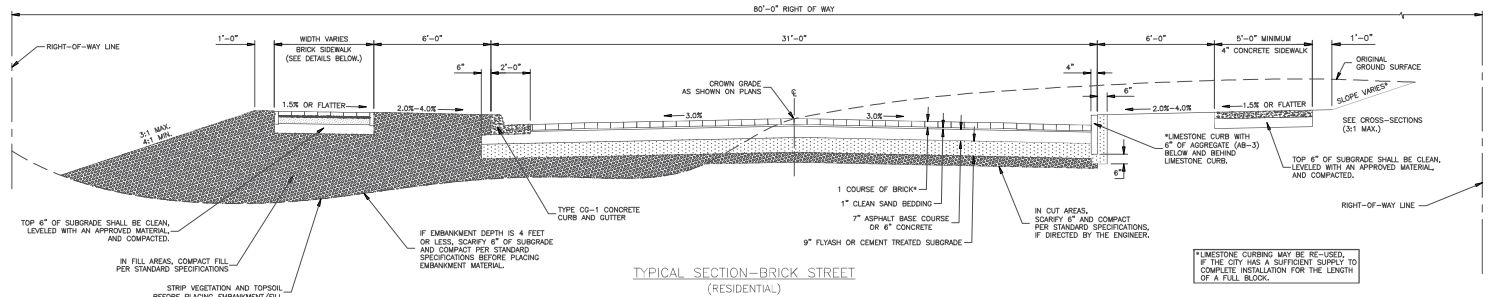 80'-0" RIGHT OF WAY
RIGHT-OF-WAY LINE
1'-0"
WIDTH VARIES
BRICK SIDEWALK
(SEE DETAILS BELOW.)
6'-0"
31'-0"
6'-0"
5'-0" MINIMUM
4" CONCRETE SIDEWALK
1'-0"
6"
2'-0"
CROWN GRADE
AS SHOWN ON PLANS
℄
4"
6"
ORIGINAL
GROUND SURFACE
1.5% OR FLATTER
2.0%-4.0%
3.0%
3.0%
2.0%-4.0%
1.5% OR FLATTER
SLOPE VARIES*
3:1 MAX.
4:1 MIN.
SEE CROSS-SECTIONS
(3:1 MAX.)
*LIMESTONE CURB WITH
6" OF AGGREGATE (AB-3)
BELOW AND BEHIND
LIMESTONE CURB.
6"
TOP 6" OF SUBGRADE SHALL BE CLEAN,
LEVELED WITH AN APPROVED MATERIAL,
AND COMPACTED.
1 COURSE OF BRICK*
1" CLEAN SAND BEDDING
7" ASPHALT BASE COURSE
OR 6" CONCRETE
9" FLYASH OR CEMENT TREATED SUBGRADE
TYPE CG-1 CONCRETE
CURB AND GUTTER
IN CUT AREAS,
SCARIFY 6" AND COMPACT
PER STANDARD SPECIFICATIONS,
IF DIRECTED BY THE ENGINEER.
RIGHT-OF-WAY LINE
TOP 6" OF SUBGRADE SHALL BE CLEAN,
LEVELED WITH AN APPROVED MATERIAL,
AND COMPACTED.
IF EMBANKMENT DEPTH IS 4 FEET
OR LESS, SCARIFY 6" OF SUBGRADE
AND COMPACT PER STANDARD
SPECIFICATIONS BEFORE PLACING
EMBANKMENT MATERIAL.
IN FILL AREAS, COMPACT FILL
PER STANDARD SPECIFICATIONS
STRIP VEGETATION AND TOPSOIL
BEFORE PLACING EMBANKMENT/FILL
TYPICAL SECTION-BRICK STREET
(RESIDENTIAL)
*LIMESTONE CURBING MAY BE RE-USED,
IF THE CITY HAS A SUFFICIENT SUPPLY TO
COMPLETE INSTALLATION FOR THE LENGTH
OF A FULL BLOCK.